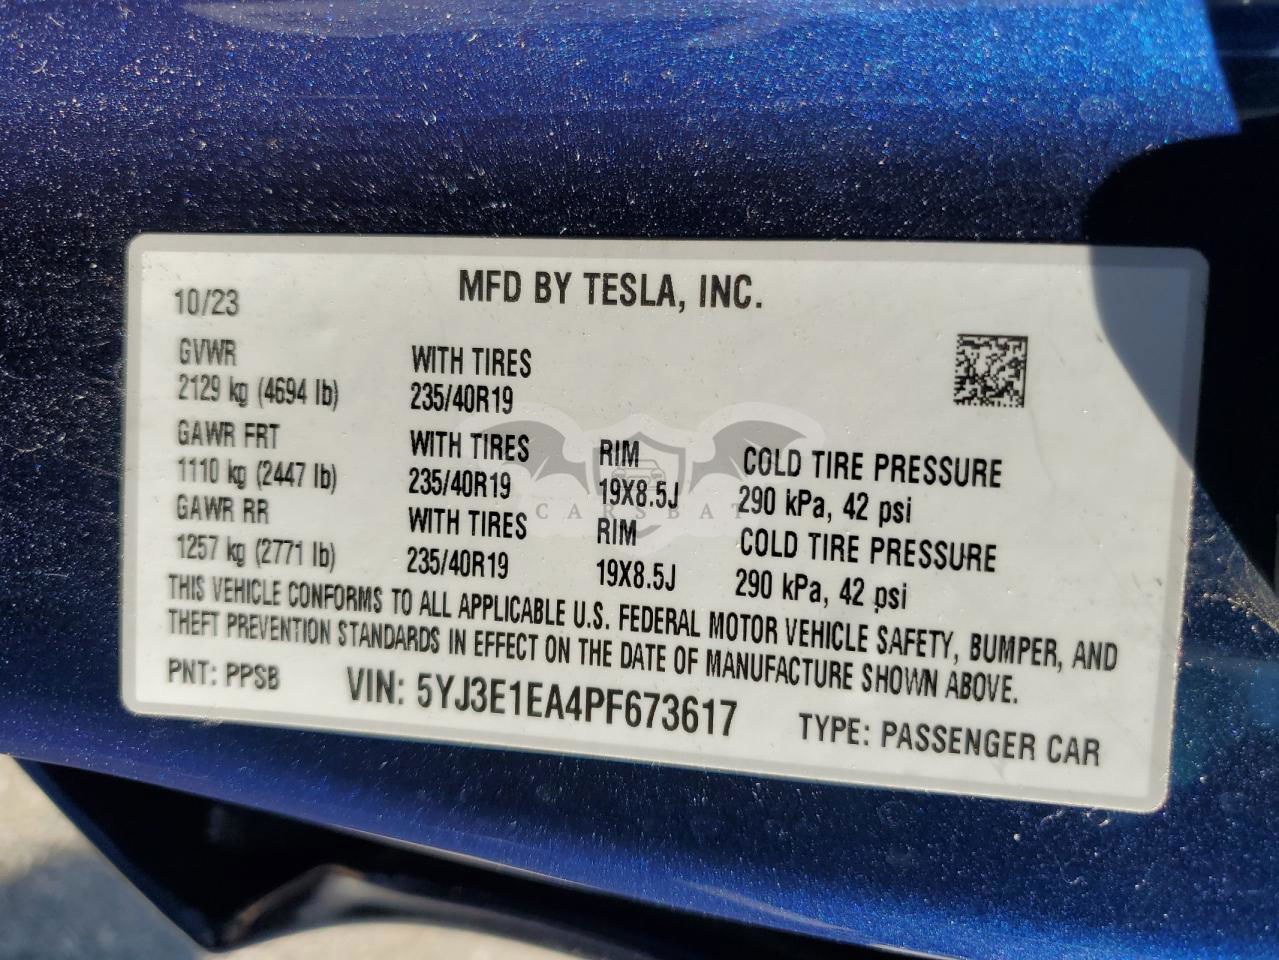 MFD BY TESLA, INC.
10/23
GVWR
2129 kg (4694 lb)
WITH TIRES
235/40R19
GAWR FRT
1110 kg (2447 lb)
WITH TIRES
235/40R19
RIM
19X8.5J
COLD TIRE PRESSURE
290 kPa, 42 psi
GAWR RR
1257 kg (2771 lb)
WITH TIRES
235/40R19
RIM
19X8.5J
COLD TIRE PRESSURE
290 kPa, 42 psi
CARSBAT
THIS VEHICLE CONFORMS TO ALL APPLICABLE U.S. FEDERAL MOTOR VEHICLE SAFETY, BUMPER, AND
THEFT PREVENTION STANDARDS IN EFFECT ON THE DATE OF MANUFACTURE SHOWN ABOVE.
PNT: PPSB
VIN: 5YJ3E1EA4PF673617
TYPE: PASSENGER CAR